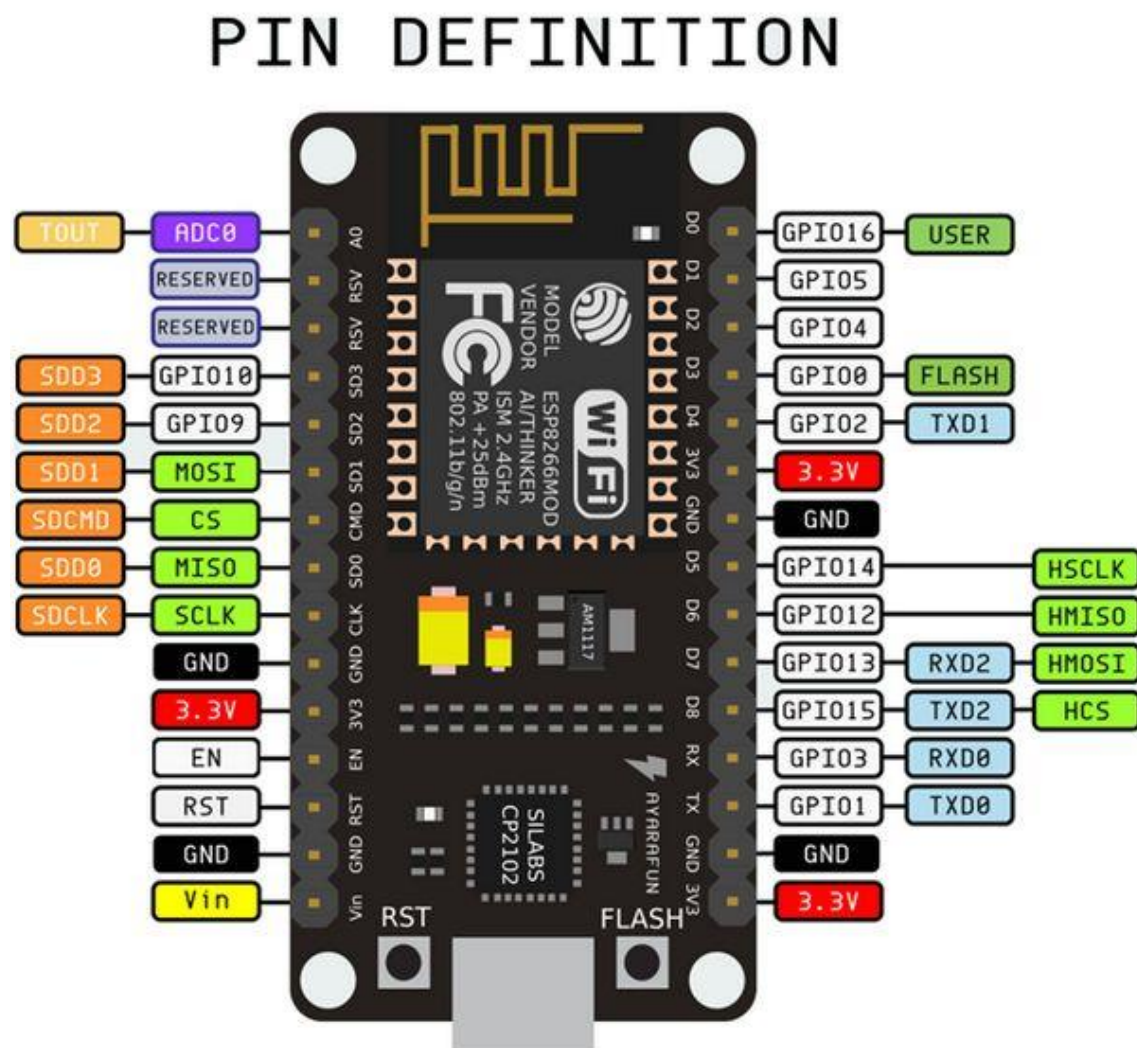 PIN DEFINITION
TOUT ADC0 A0 D0 GPIO16 USER
RESERVED RSV D1 GPIO5
RESERVED RSV D2 GPIO4
SDD3 GPIO10 SD3 D3 GPIO0 FLASH
SDD2 GPIO9 SD2 D4 GPIO2 TXD1
SDD1 MOSI SD1 3V3 3.3V
SDCMD CS CMD GND GND
SDD0 MISO SD0 D5 GPIO14 HSCLK
SDCLK SCLK CLK D6 GPIO12 HMISO
GND GND D7 GPIO13 RXD2 HMOSI
3.3V 3V3 D8 GPIO15 TXD2 HCS
EN EN RX GPIO3 RXD0
RST RST TX GPIO1 TXD0
GND GND GND GND
Vin Vin 3V3 3.3V
MODEL
VENDOR
FC
WiFi
ESP8266MOD
AI/THINKER
ISM 2.4GHz
PA +25dBm
802.11b/g/n
AM1117
AYARAFUN
SILABS
CP2102
RST FLASH